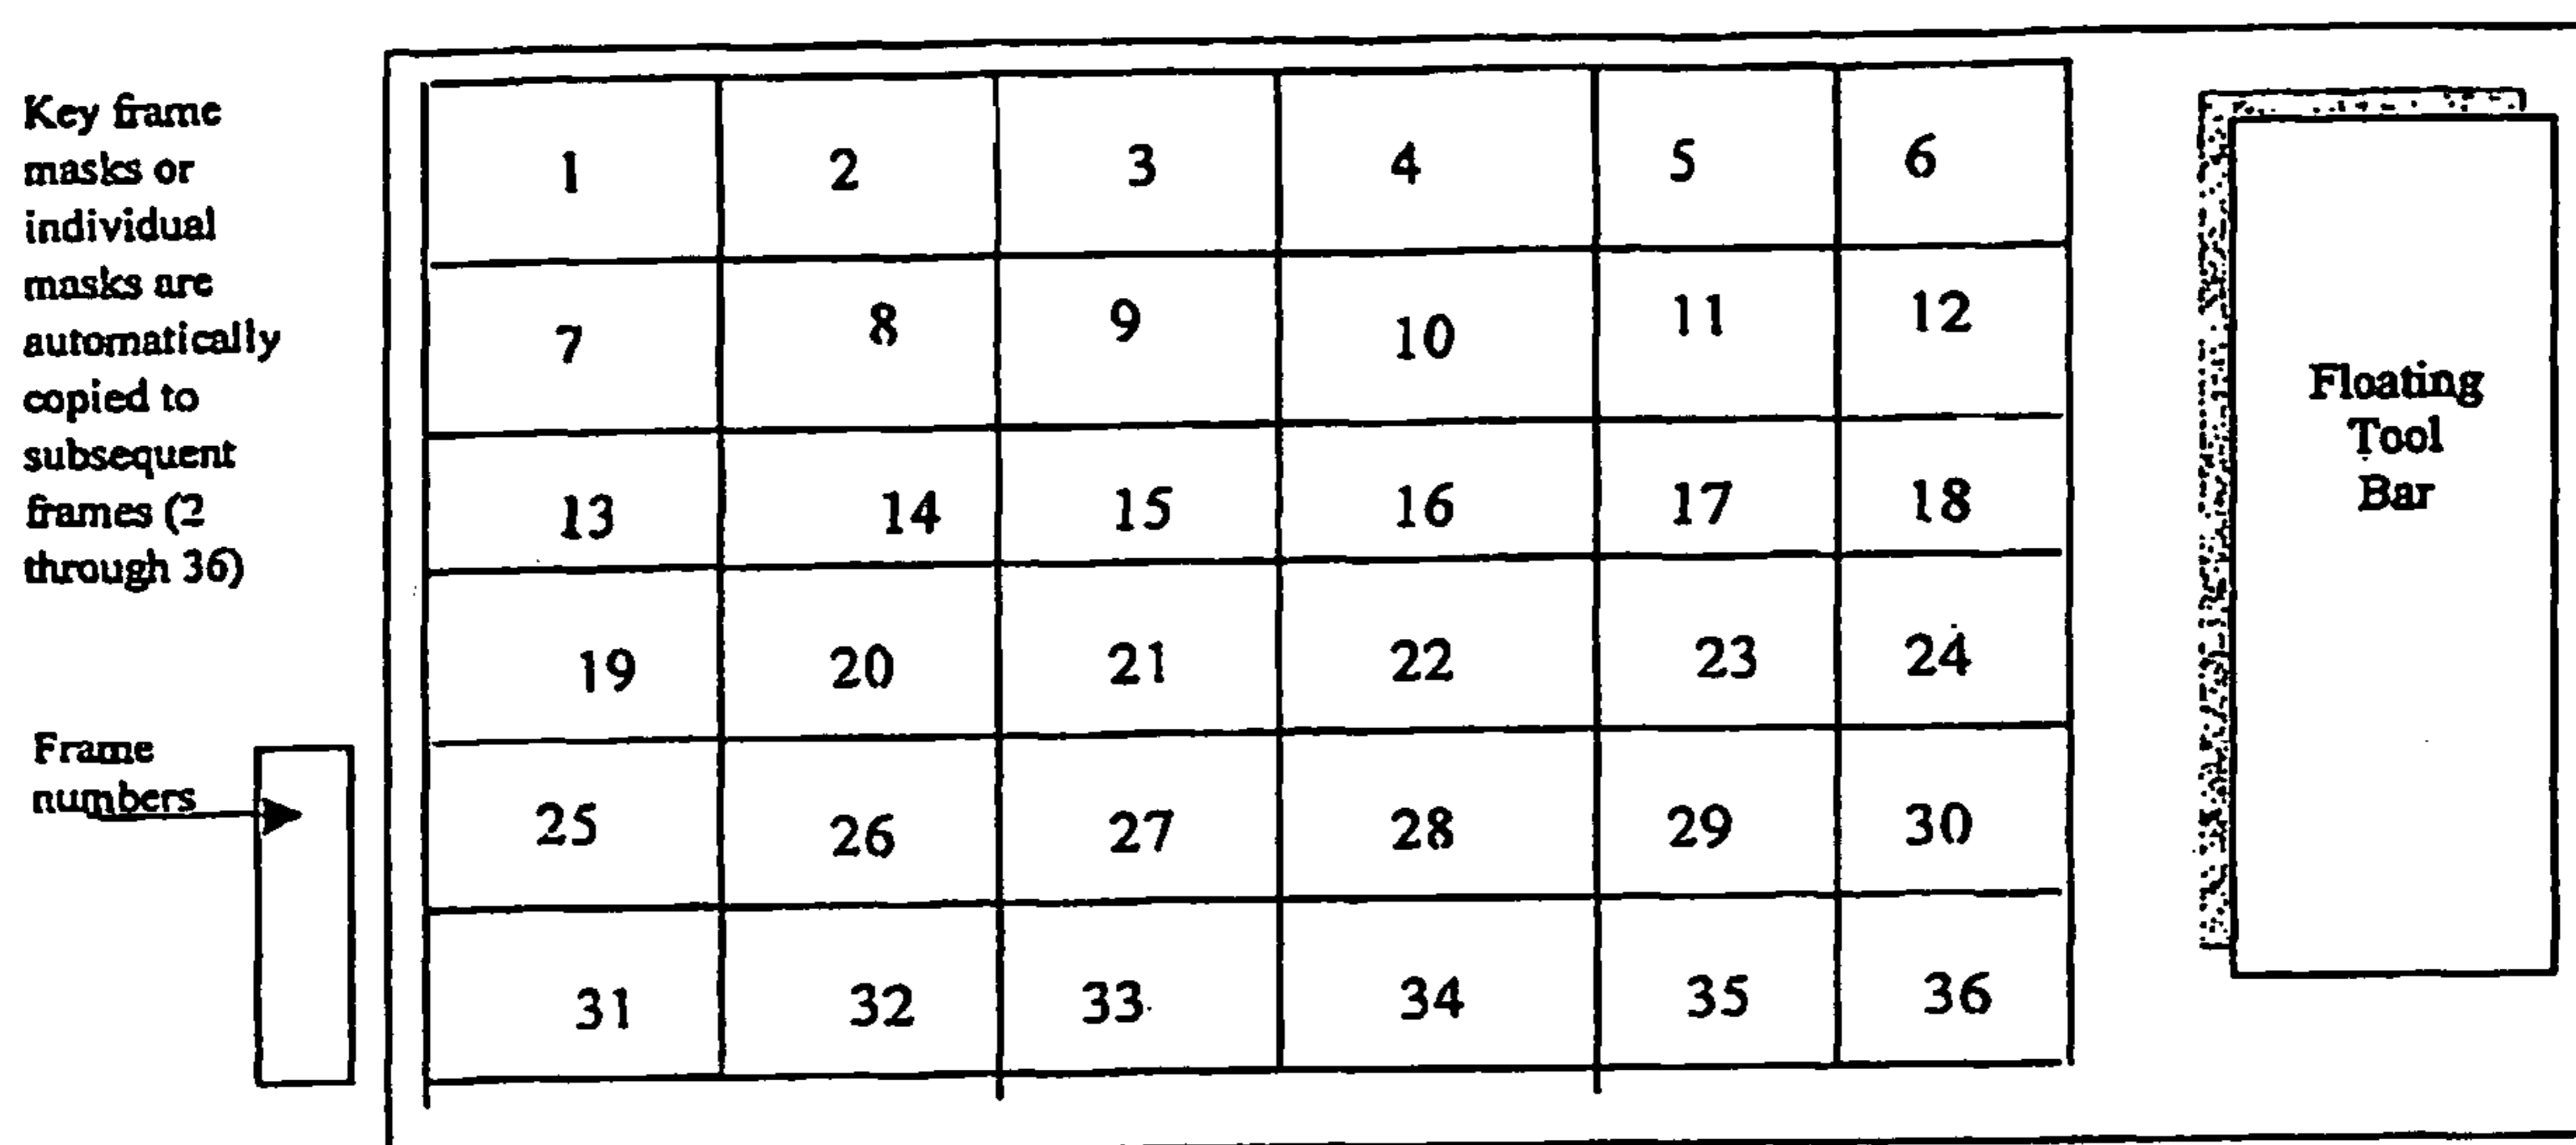 Key frame
masks or
individual
masks are
automatically
copied to
subsequent
frames (2
through 36)
Frame
numbers
1 2 3 4 5 6
7 8 9 10 11 12
13 14 15 16 17 18
19 20 21 22 23 24
25 26 27 28 29 30
31 32 33 34 35 36
Floating
Tool
Bar